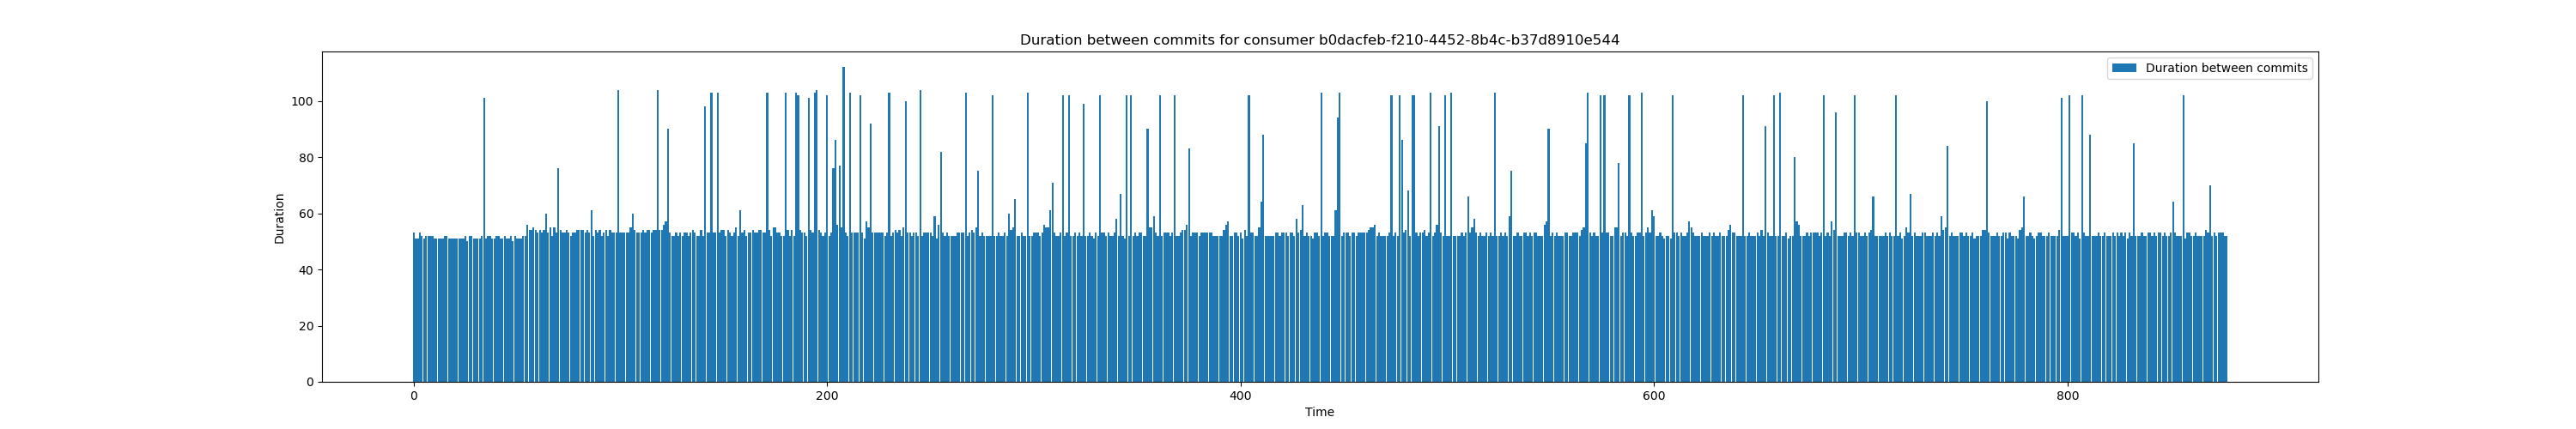 Duration between commits for consumer b0dacfeb-f210-4452-8b4c-b37d8910e544
Duration between commits
100
80
60
40
20
0
Duration
0 200 400 600 800
Time